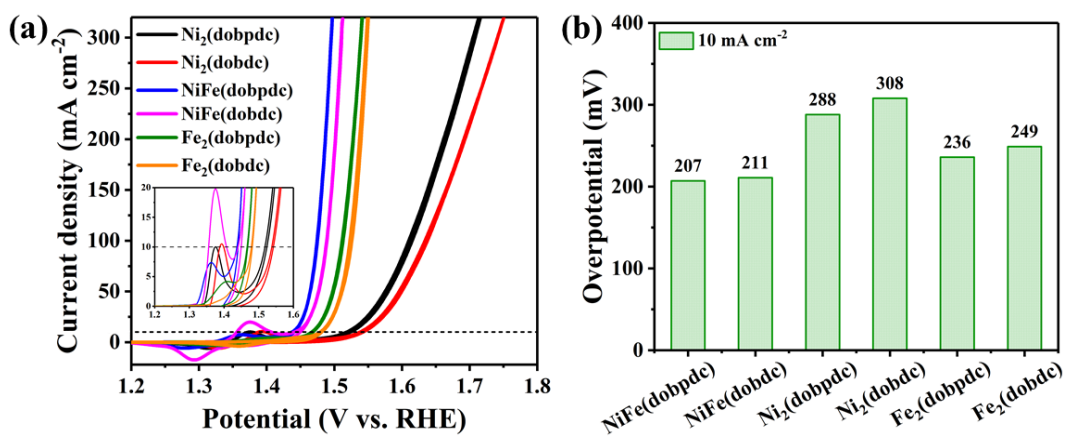 (a)
Current density (mA cm⁻²)
300
250
200
150
100
50
0
Ni₂(dobpdc)
Ni₂(dobdc)
NiFe(dobpdc)
NiFe(dobdc)
Fe₂(dobpdc)
Fe₂(dobdc)
20
15
10
5
0
1.2 1.3 1.4 1.5 1.6
1.2 1.3 1.4 1.5 1.6 1.7 1.8
Potential (V vs. RHE)
(b)
Overpotential (mV)
400
300
200
100
0
10 mA cm⁻²
207 211 288 308 236 249
NiFe(dobpdc)
NiFe(dobdc)
Ni₂(dobpdc)
Ni₂(dobdc)
Fe₂(dobpdc)
Fe₂(dobdc)